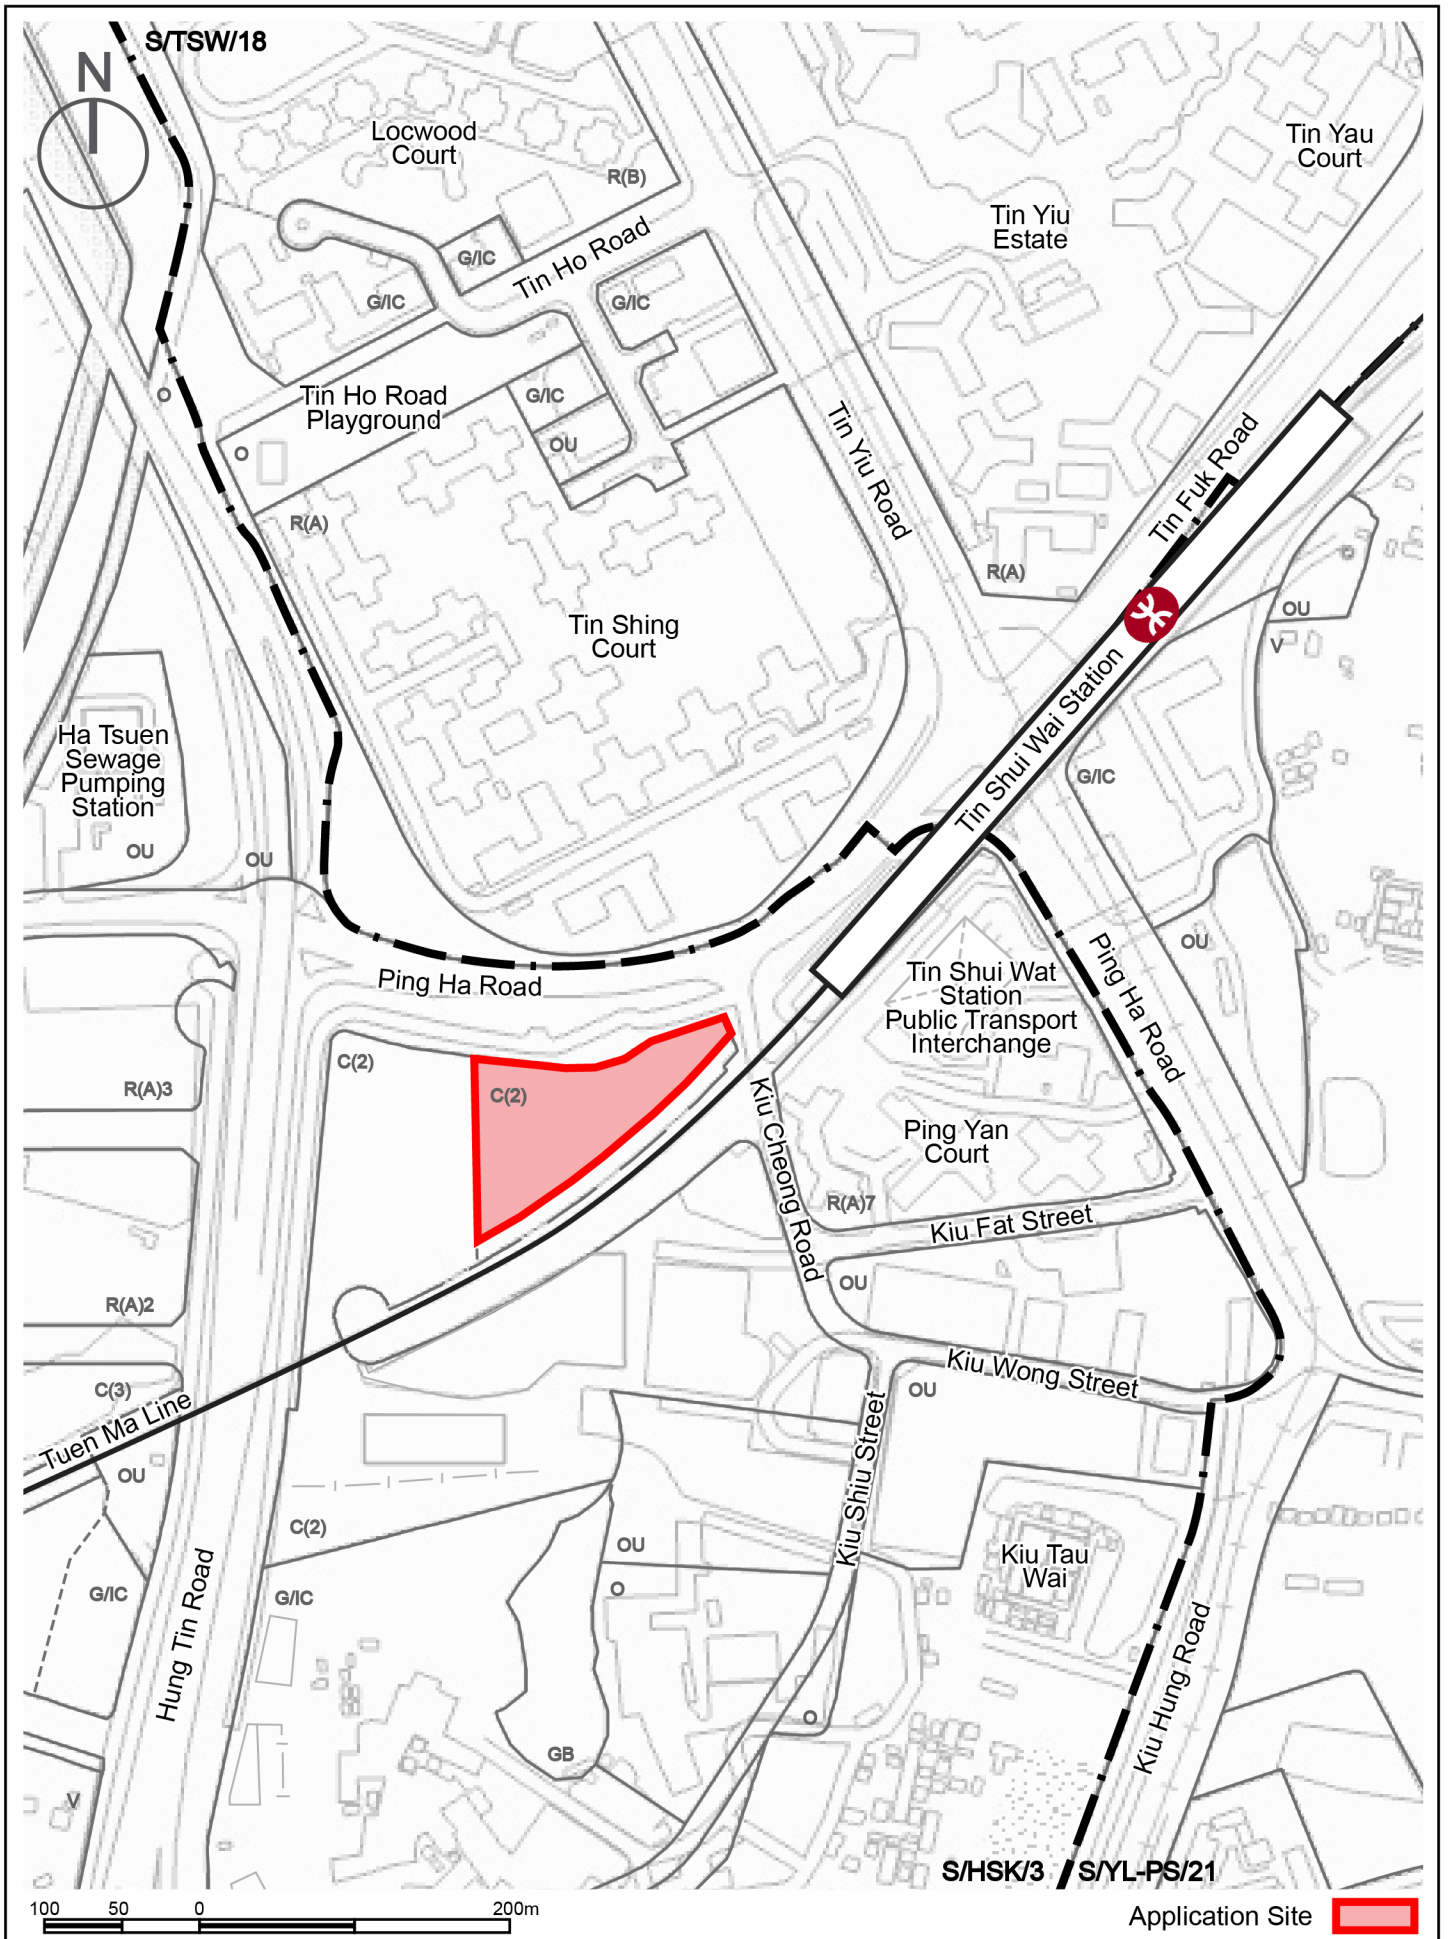 S/TSW/18
N
Locwood
Court
Tin Yau
Court
R(B)
Tin Yiu
Estate
G/IC
Tin Ho Road
G/IC
G/IC
Tin Ho Road
Playground
G/IC
OU
O
O
Tin Yiu Road
Tin Fuk Road
R(A)
R(A)
OU
V
Tin Shing
Court
Tin Shui Wai Station
Ha Tsuen
Sewage
Pumping
Station
OU
OU
G/IC
OU
Ping Ha Road
Ping Ha Road
Tin Shui Wat
Station
Public Transport
Interchange
C(2)
C(2)
R(A)3
Kiu Cheong Road
Ping Yan
Court
R(A)7
Kiu Fat Street
R(A)2
OU
Kiu Wong Street
C(3)
OU
Tuen Ma Line
OU
Kiu Shiu Street
C(2)
OU
O
Kiu Tau
Wai
G/IC
G/IC
Hung Tin Road
Kiu Hung Road
O
GB
V
S/HSK/3
S/YL-PS/21
100 50 0 200m
Application Site